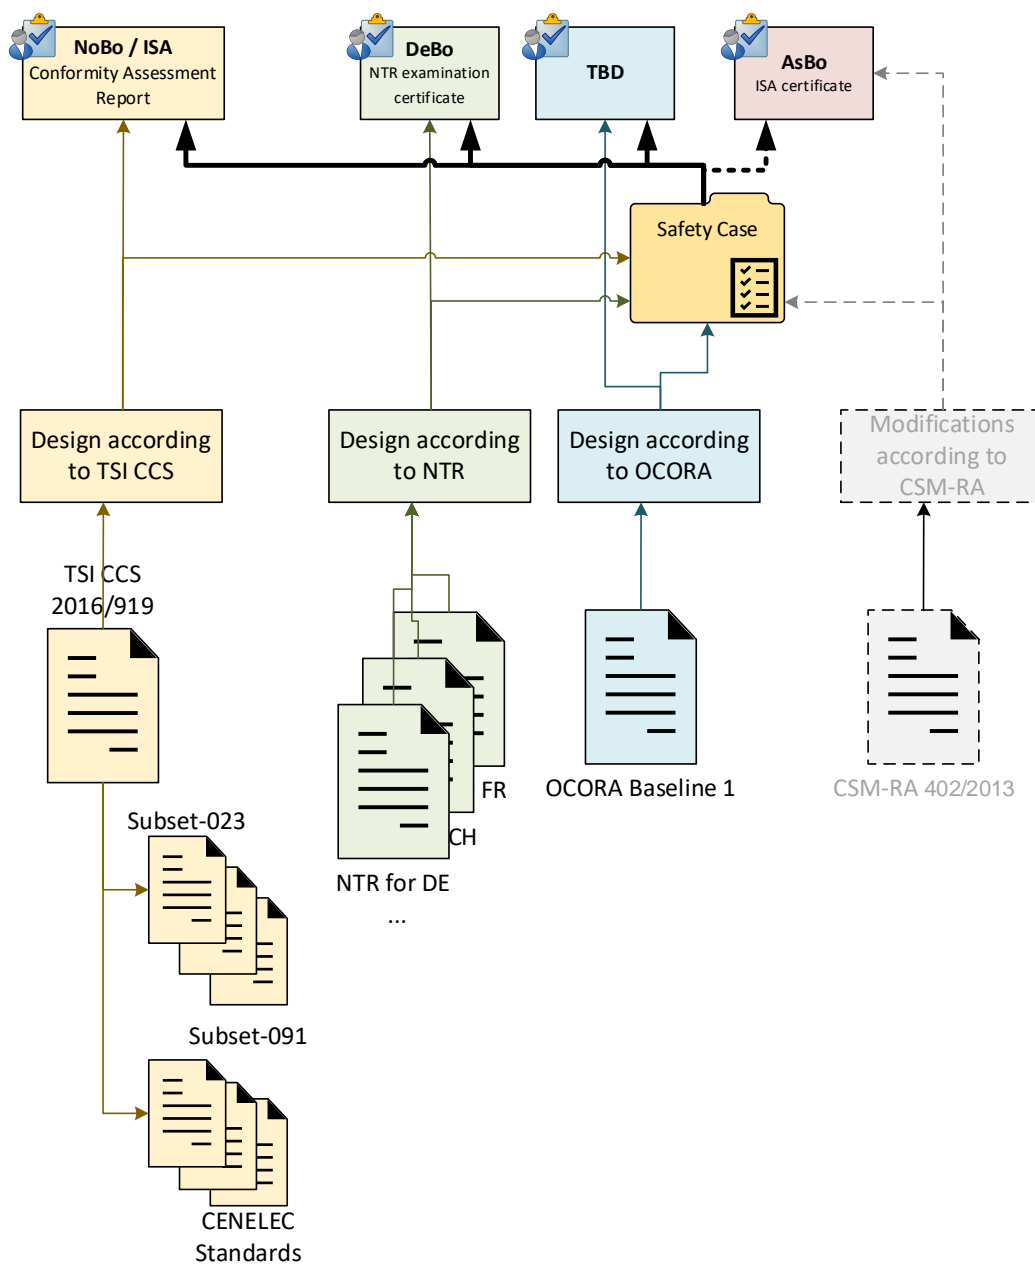 NoBo / ISA
Conformity Assessment
Report
DeBo
NTR examination
certificate
TBD
AsBo
ISA certificate
Safety Case
Design according
to TSI CCS
Design according
to NTR
Design according
to OCORA
Modifications
according to
CSM-RA
TSI CCS
2016/919
FR
CH
NTR for DE
...
OCORA Baseline 1
CSM-RA 402/2013
Subset-023
Subset-091
CENELEC
Standards